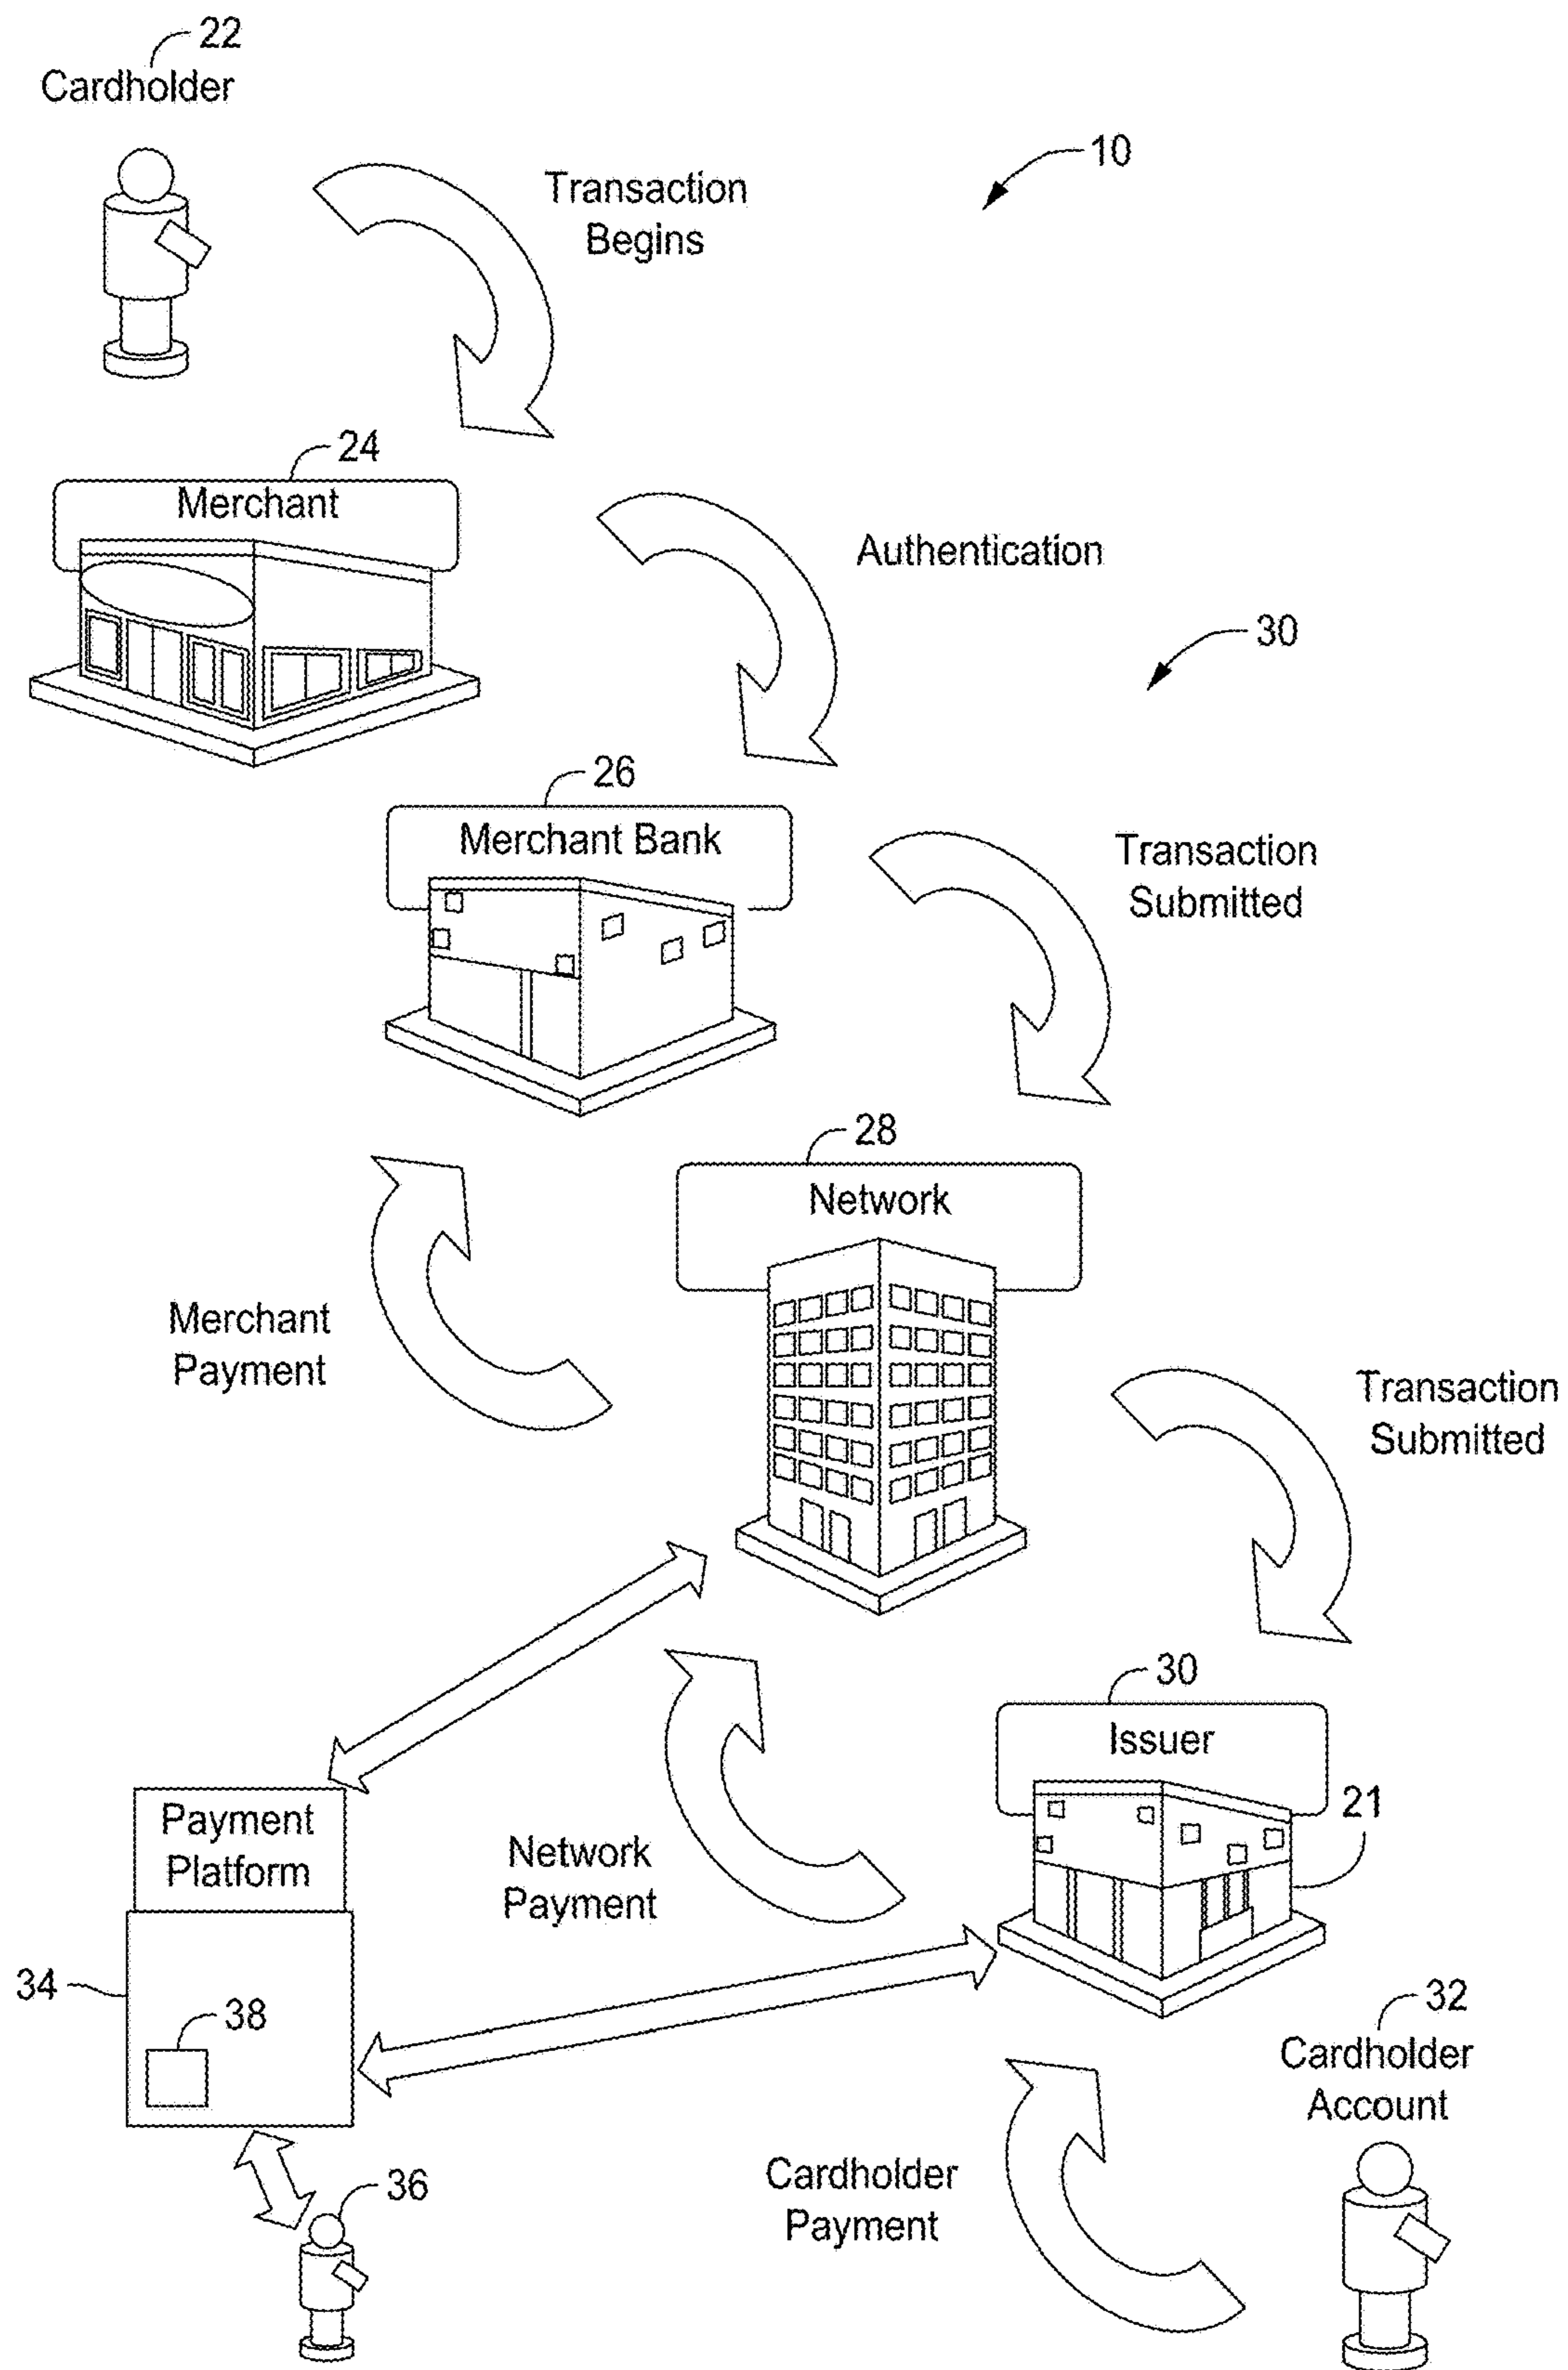 22
Cardholder
10
Transaction
Begins
24
Merchant
Authentication
30
26
Merchant Bank
Transaction
Submitted
28
Network
Merchant
Payment
Transaction
Submitted
30
Issuer
21
Payment
Platform
Network
Payment
34
38
32
Cardholder
Account
36
Cardholder
Payment